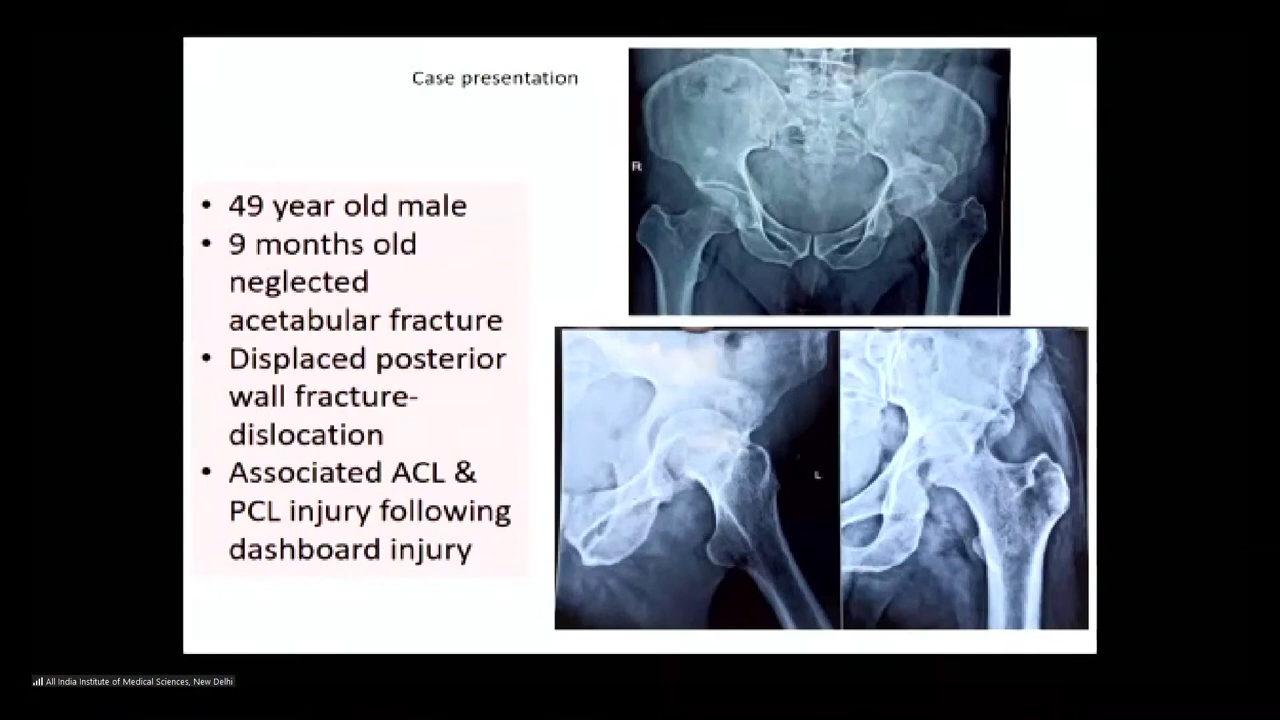 Case presentation
• 49 year old male
• 9 months old
neglected
acetabular fracture
• Displaced posterior
wall fracture-
dislocation
• Associated ACL &
PCL injury following
dashboard injury
R
L
All India Institute of Medical Sciences, New Delhi